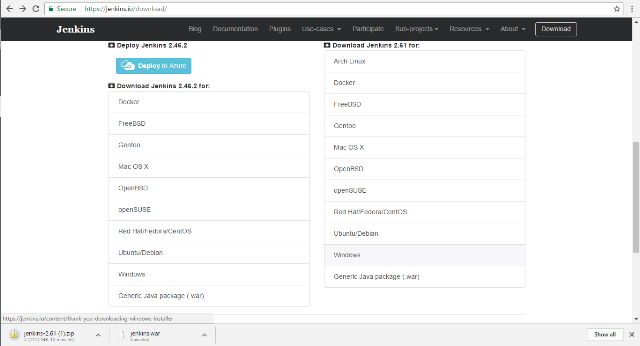 Secure https://jenkins.io/download/
Jenkins Blog Documentation Plugins Use-cases Participate Sub-projects Resources About Download
Deploy Jenkins 2.46.2
Deploy to Azure
Download Jenkins 2.46.2 for:
Docker
FreeBSD
Gentoo
Mac OS X
OpenBSD
openSUSE
Red Hat/Fedora/CentOS
Ubuntu/Debian
Windows
Generic Java package (.war)
Download Jenkins 2.61 for:
Arch Linux
Docker
FreeBSD
Gentoo
Mac OS X
OpenBSD
openSUSE
Red Hat/Fedora/CentOS
Ubuntu/Debian
Windows
Generic Java package (.war)
https://jenkins.io/content/thank-you-downloading-windows-installer
jenkins-2.61 (1).zip
jenkins.war
Show all